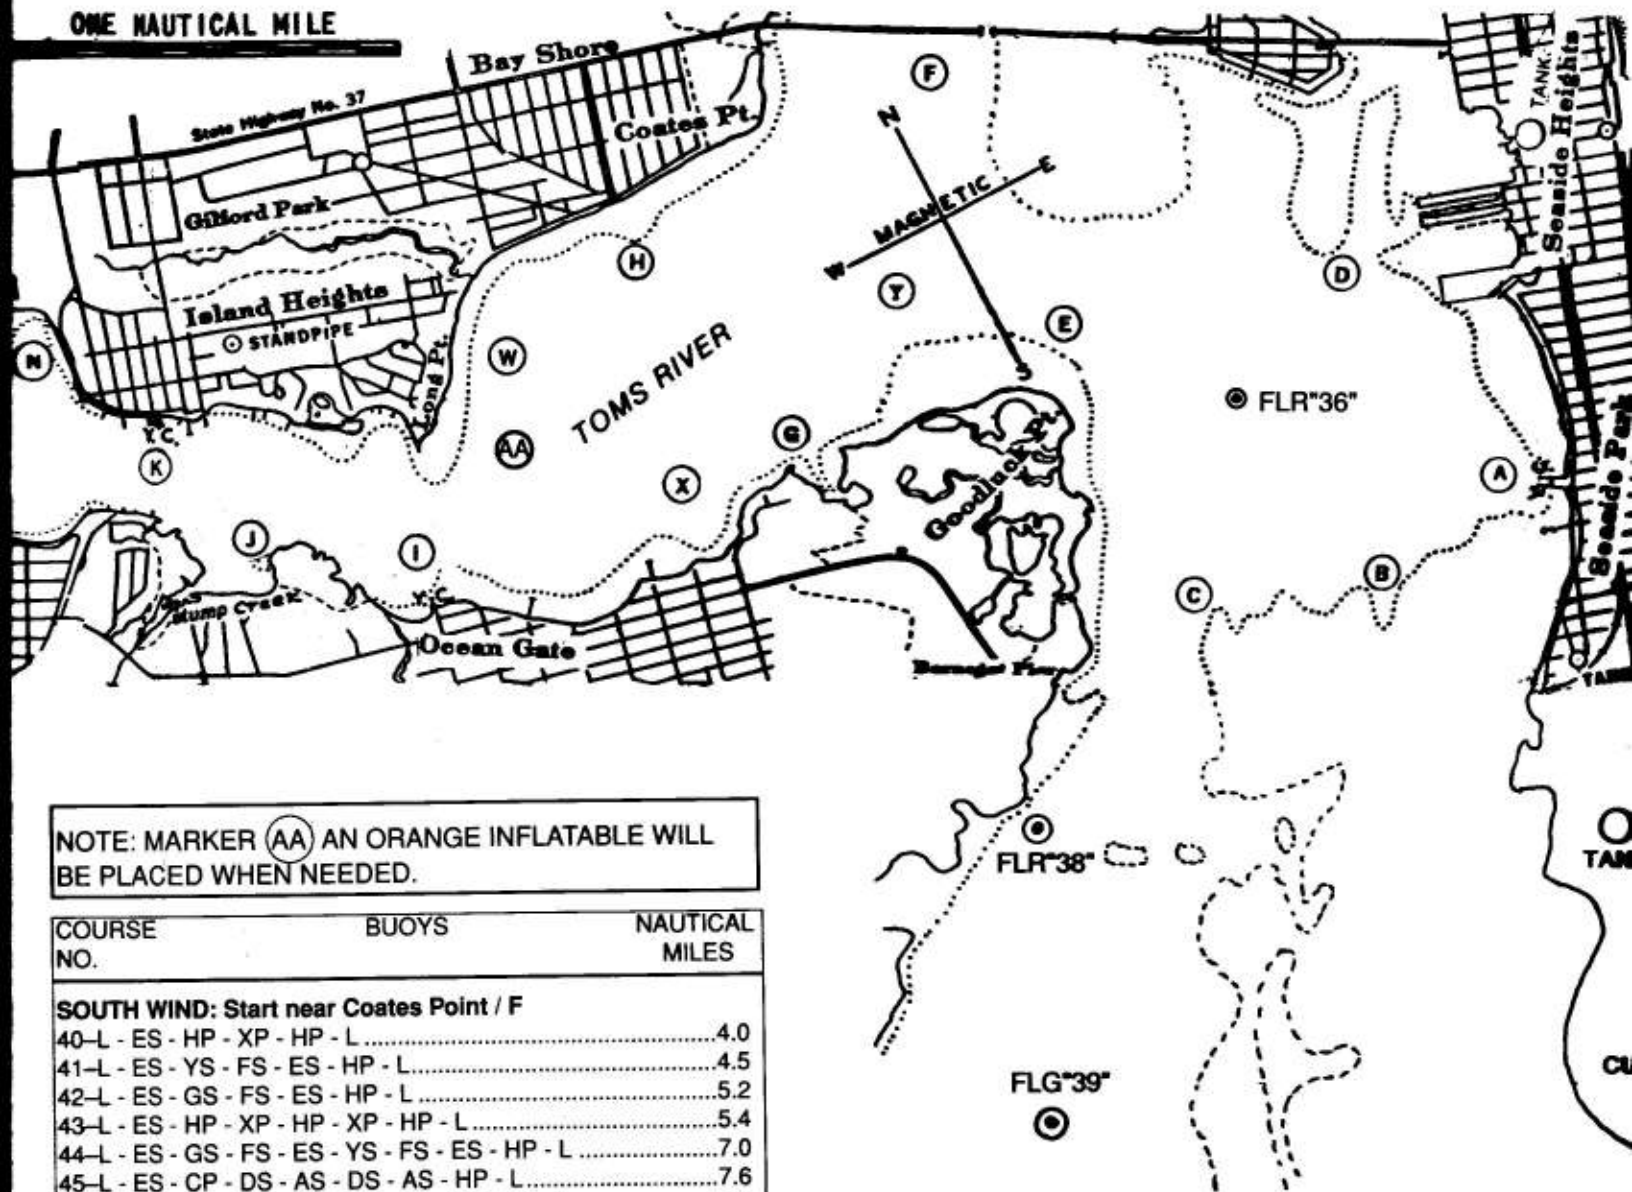 ONE NAUTICAL MILE
Bay Shore
State Highway No. 37
Coates Pt.
Gilford Park
Island Heights
STANDPIPE
Long Pt.
TOMS RIVER
N
MAGNETIC
E
W
S
F
H
Y
E
D
N
W
AA
G
X
K
Y.C.
J
I
Y.C.
A
B
C
TANK
Seaside Heights
FLR"36"
Seaside Park
Goodluck Pt.
Stump Creek
Ocean Gate
Barnegat Pier
FLR"38"
FLG"39"
NOTE: MARKER AA AN ORANGE INFLATABLE WILL
BE PLACED WHEN NEEDED.
COURSE BUOYS NAUTICAL
NO. MILES
SOUTH WIND: Start near Coates Point / F
40–L - ES - HP - XP - HP - L ............................................4.0
41–L - ES - YS - FS - ES - HP - L......................................4.5
42–L - ES - GS - FS - ES - HP - L .....................................5.2
43–L - ES - HP - XP - HP - XP - HP - L ..............................5.4
44–L - ES - GS - FS - ES - YS - FS - ES - HP - L .................7.0
45–L - ES - CP - DS - AS - DS - AS - HP - L........................7.6